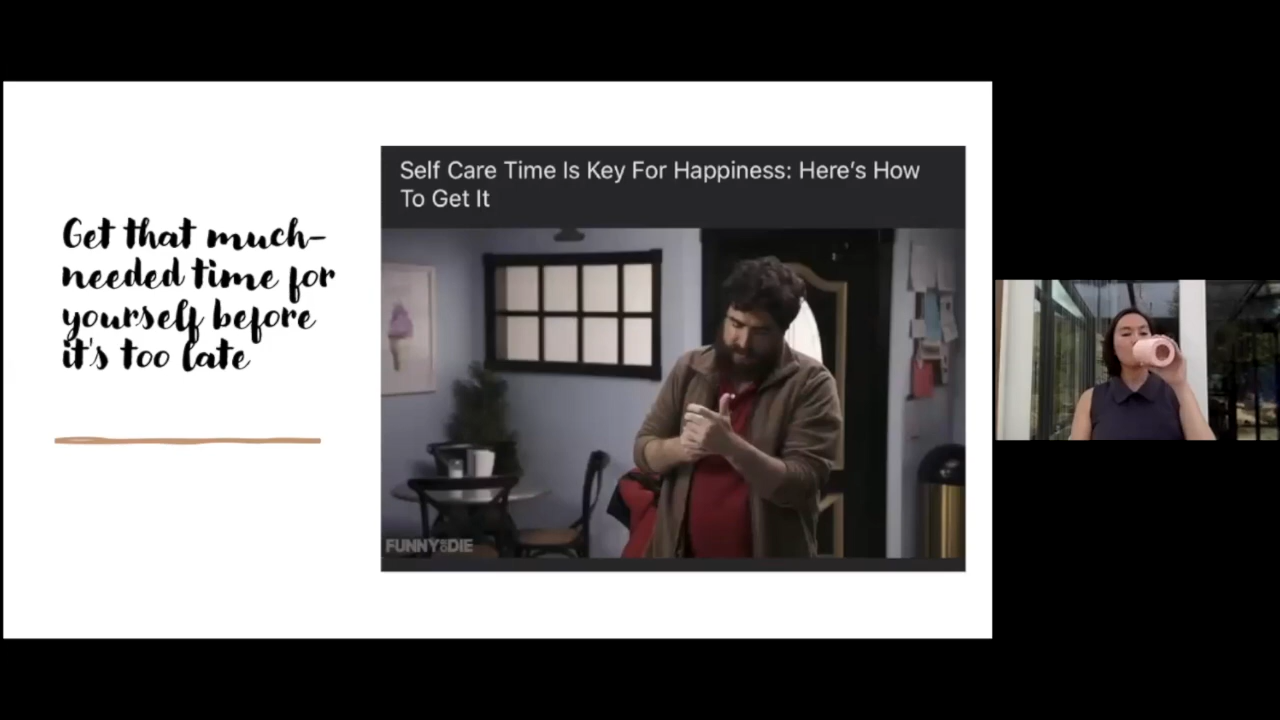 Get that much-
needed time for
yourself before
it's too late
Self Care Time Is Key For Happiness: Here’s How
To Get It
FUNNY OR DIE